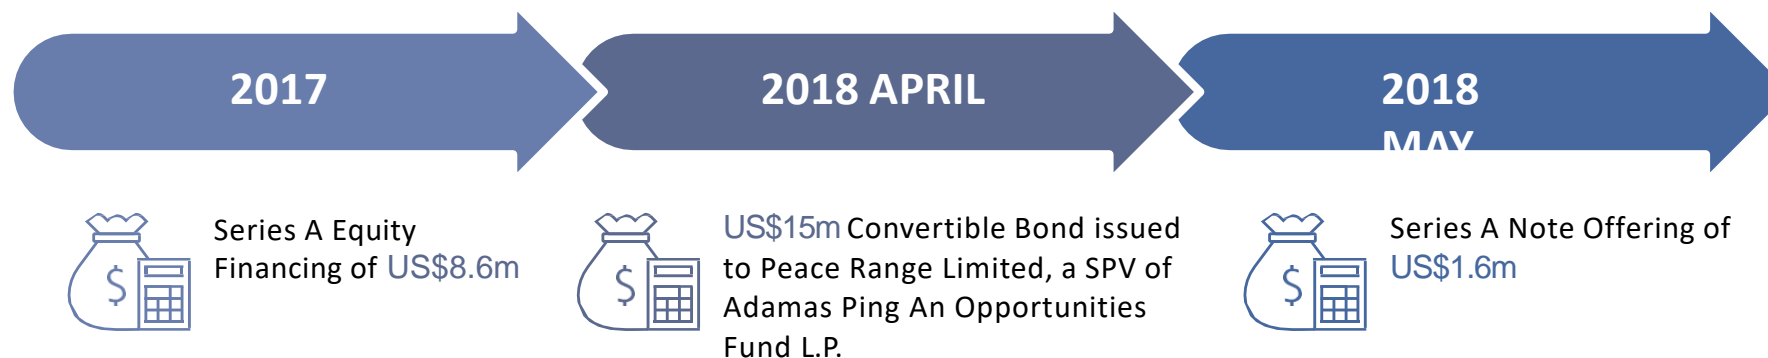 2017
2018 APRIL
2018
MAY
Series A Equity
Financing of US$8.6m
US$15m Convertible Bond issued
to Peace Range Limited, a SPV of
Adamas Ping An Opportunities
Fund L.P.
Series A Note Offering of
US$1.6m
$
$
$